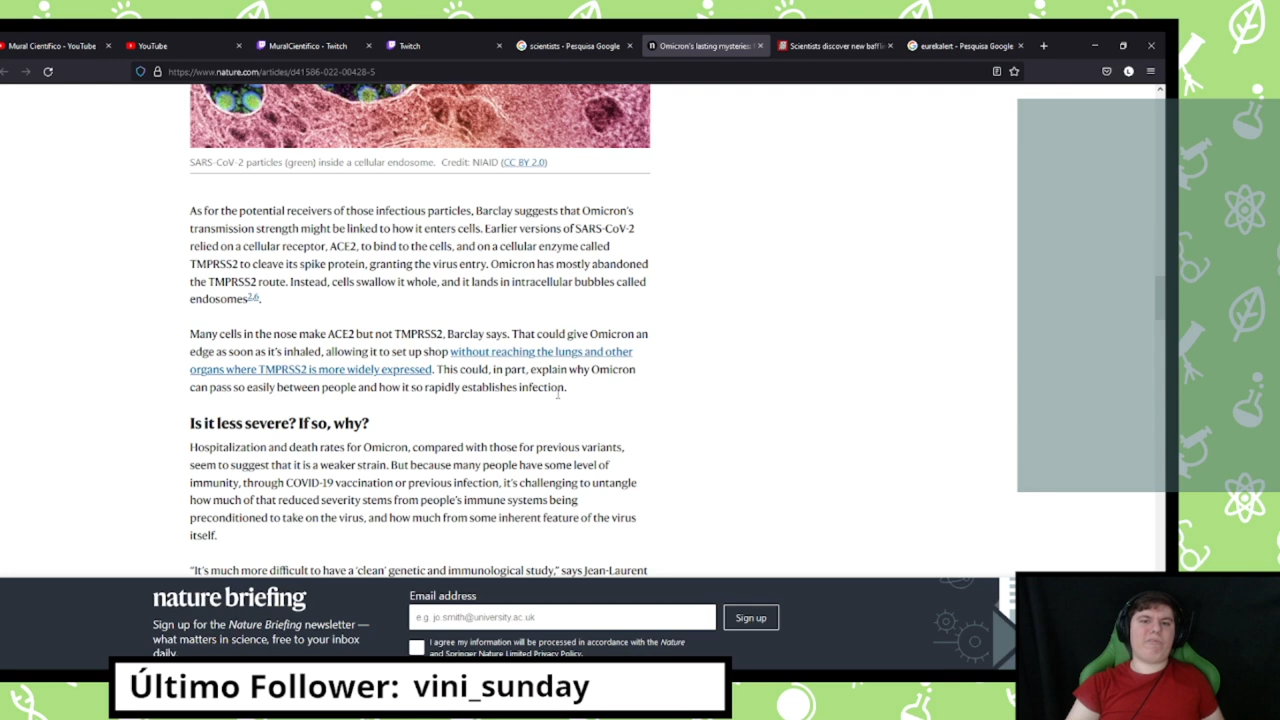 Mural Científico - YouTube
YouTube
MuralCientifico - Twitch
Twitch
scientists - Pesquisa Google
Omicron's lasting mysteries:
Scientists discover new baffli
eurekalert - Pesquisa Google
https://www.nature.com/articles/d41586-022-00428-5
SARS-CoV-2 particles (green) inside a cellular endosome. Credit: NIAID (CC BY 2.0)
As for the potential receivers of those infectious particles, Barclay suggests that Omicron's
transmission strength might be linked to how it enters cells. Earlier versions of SARS-CoV-2
relied on a cellular receptor, ACE2, to bind to the cells, and on a cellular enzyme called
TMPRSS2 to cleave its spike protein, granting the virus entry. Omicron has mostly abandoned
the TMPRSS2 route. Instead, cells swallow it whole, and it lands in intracellular bubbles called
endosomes2,6.
Many cells in the nose make ACE2 but not TMPRSS2, Barclay says. That could give Omicron an
edge as soon as it's inhaled, allowing it to set up shop without reaching the lungs and other
organs where TMPRSS2 is more widely expressed. This could, in part, explain why Omicron
can pass so easily between people and how it so rapidly establishes infection.
Is it less severe? If so, why?
Hospitalization and death rates for Omicron, compared with those for previous variants,
seem to suggest that it is a weaker strain. But because many people have some level of
immunity, through COVID-19 vaccination or previous infection, it's challenging to untangle
how much of that reduced severity stems from people's immune systems being
preconditioned to take on the virus, and how much from some inherent feature of the virus
itself.
"It's much more difficult to have a 'clean' genetic and immunological study," says Jean-Laurent
nature briefing
Sign up for the Nature Briefing newsletter —
what matters in science, free to your inbox
daily.
Email address
e.g. jo.smith@university.ac.uk
Sign up
I agree my information will be processed in accordance with the Nature
and Springer Nature Limited Privacy Policy.
Último Follower: vini_sunday